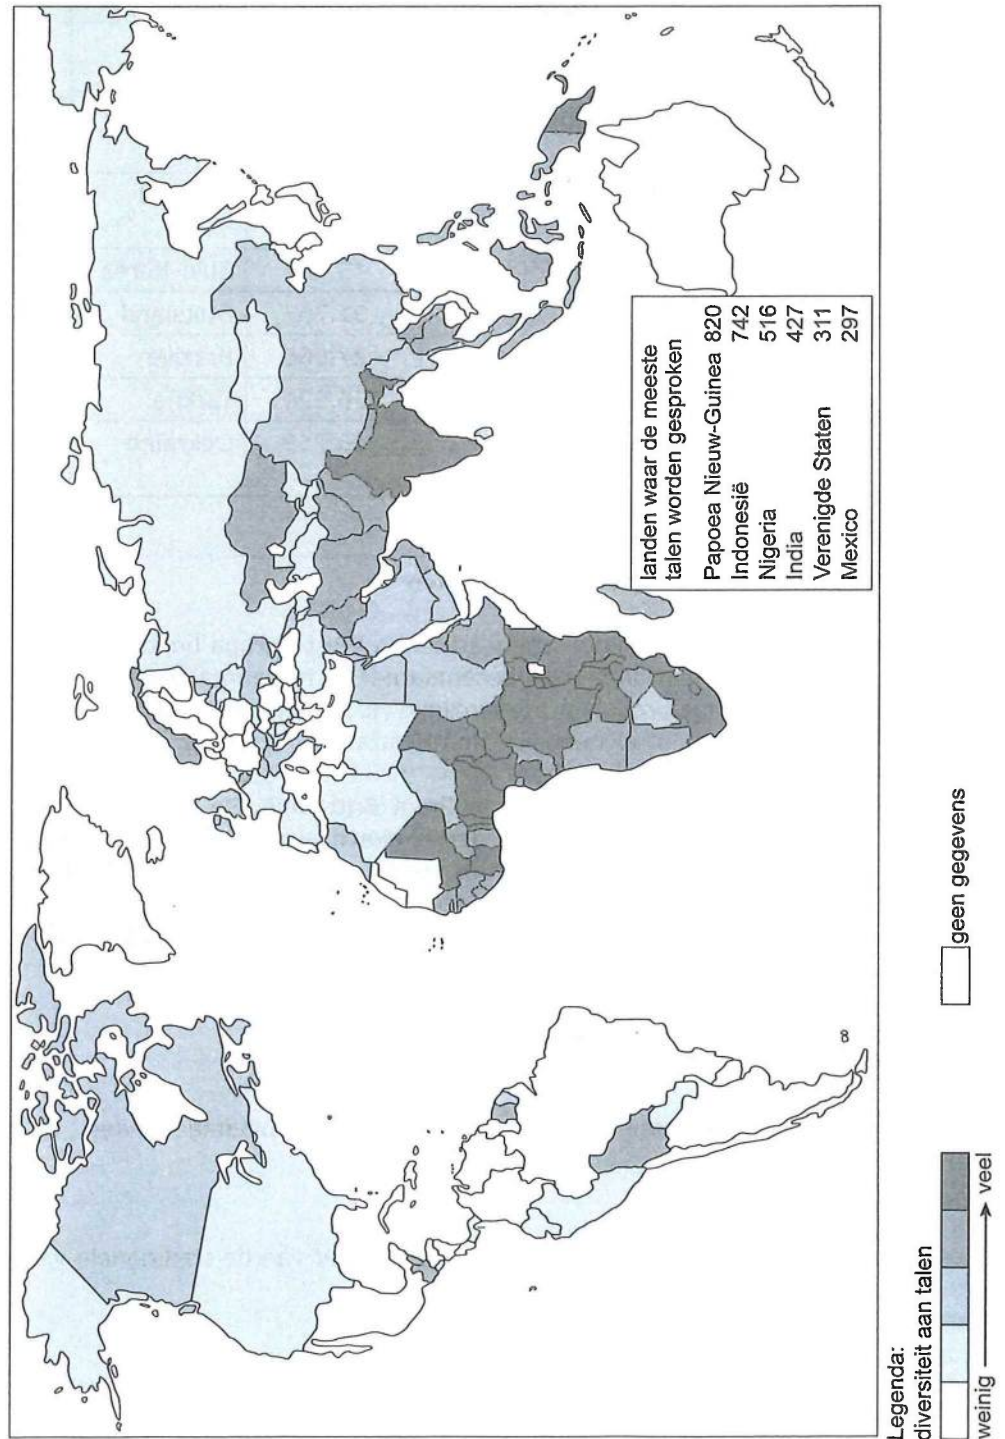 landen waar de meeste
talen worden gesproken
Papoea Nieuw-Guinea 820
Indonesië 742
Nigeria 516
India 427
Verenigde Staten 311
Mexico 297
8
Legenda:
diversiteit aan talen
weinig veel
geen gegevens